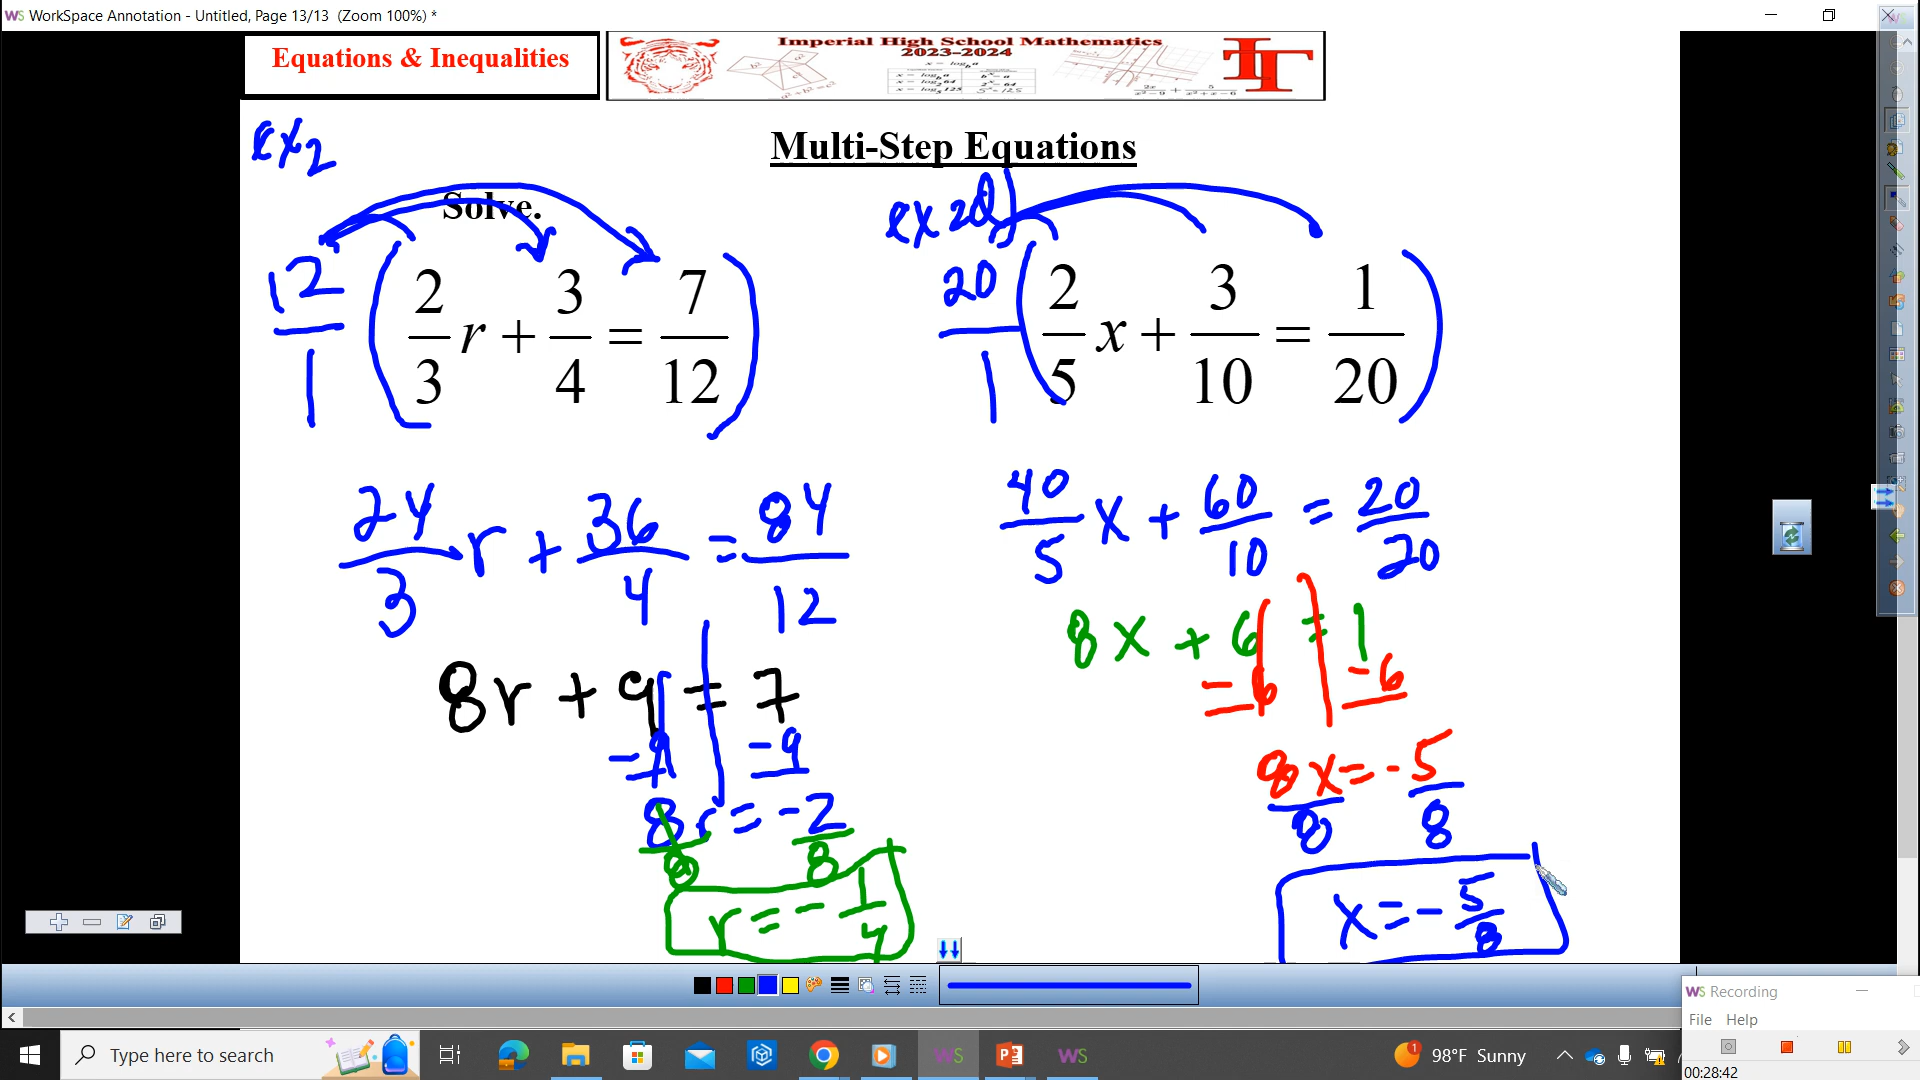 WS WorkSpace Annotation - Untitled, Page 13/13 (Zoom 100%) *
Equations & Inequalities
Imperial High School Mathematics
2023-2024
Multi-Step Equations
ex2
Solve.
12/1 (2/3 r + 3/4 = 7/12)
24/3 r + 36/4 = 84/12
8r + 9 = 7
-9 -9
8r/8 = -2/8
r = -1/4
ex 2b)
20/1 (2/5 x + 3/10 = 1/20)
40/5 x + 60/10 = 20/20
8x + 6 = 1
-6 -6
8x/8 = -5/8
x = -5/8
WS Recording
File Help
00:28:42
Type here to search
98°F Sunny